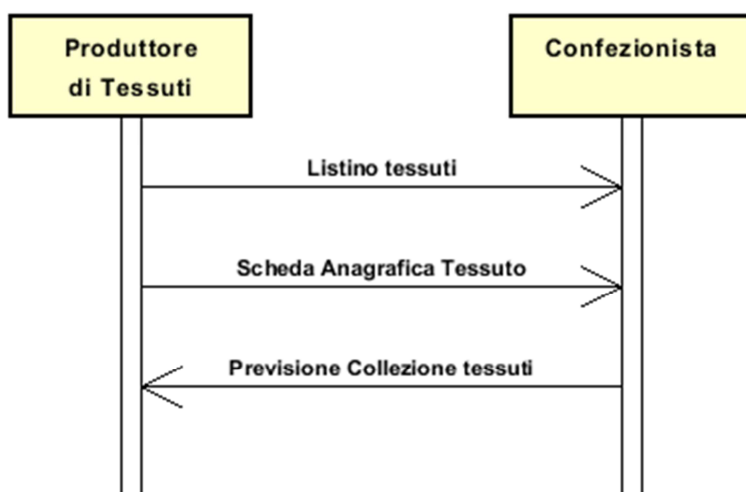 Produttore
di Tessuti
Confezionista
Listino tessuti
Scheda Anagrafica Tessuto
Previsione Collezione tessuti